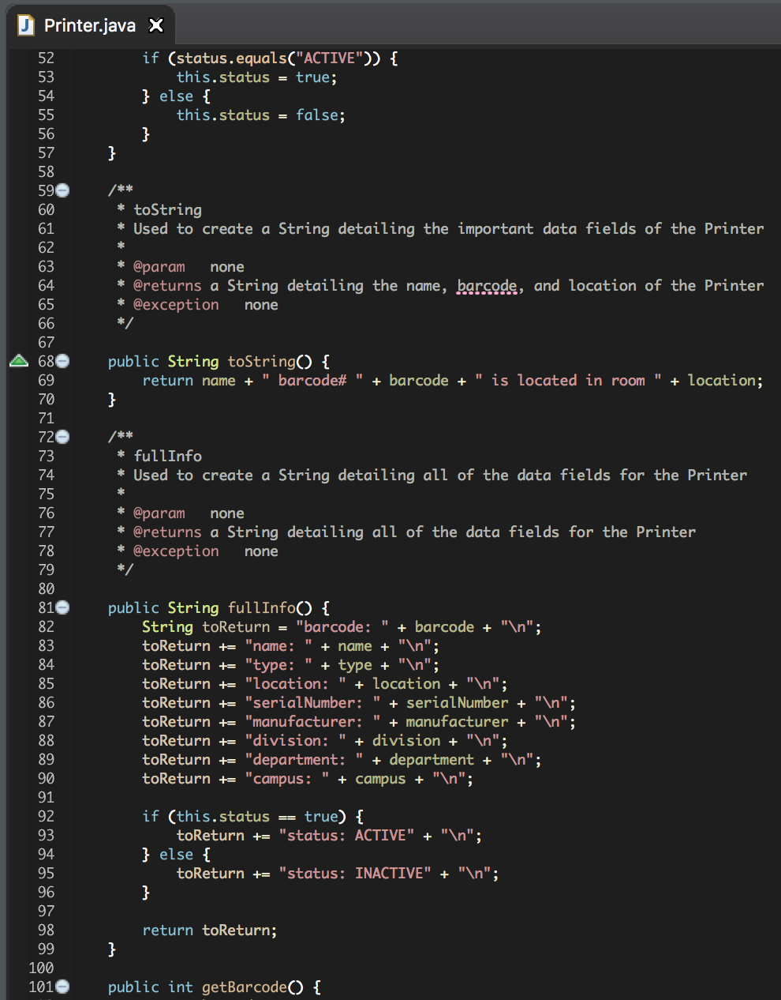 Printer.java
52 if (status.equals("ACTIVE")) {
53 this.status = true;
54 } else {
55 this.status = false;
56 }
57 }
58
59 /**
60 * toString
61 * Used to create a String detailing the important data fields of the Printer
62 *
63 * @param none
64 * @returns a String detailing the name, barcode, and location of the Printer
65 * @exception none
66 */
67
68 public String toString() {
69 return name + " barcode# " + barcode + " is located in room " + location;
70 }
71
72 /**
73 * fullInfo
74 * Used to create a String detailing all of the data fields for the Printer
75 *
76 * @param none
77 * @returns a String detailing all of the data fields for the Printer
78 * @exception none
79 */
80
81 public String fullInfo() {
82 String toReturn = "barcode: " + barcode + "\n";
83 toReturn += "name: " + name + "\n";
84 toReturn += "type: " + type + "\n";
85 toReturn += "location: " + location + "\n";
86 toReturn += "serialNumber: " + serialNumber + "\n";
87 toReturn += "manufacturer: " + manufacturer + "\n";
88 toReturn += "division: " + division + "\n";
89 toReturn += "department: " + department + "\n";
90 toReturn += "campus: " + campus + "\n";
91
92 if (this.status == true) {
93 toReturn += "status: ACTIVE" + "\n";
94 } else {
95 toReturn += "status: INACTIVE" + "\n";
96 }
97
98 return toReturn;
99 }
100
101 public int getBarcode() {